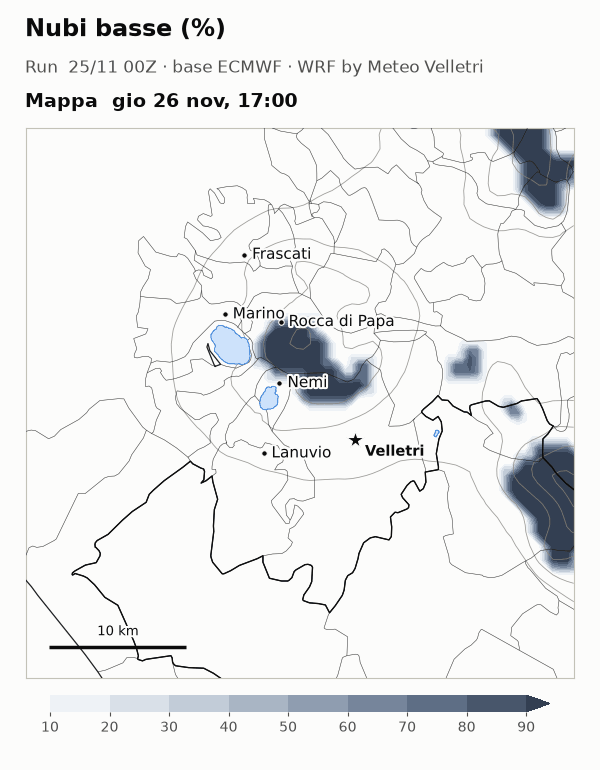 Nubi basse (%)
Run  25/11 00Z · base ECMWF · WRF by Meteo Velletri
Mappa  gio 26 nov, 17:00
Frascati
Marino
Rocca di Papa
Nemi
Velletri
Lanuvio
10 km
10 20 30 40 50 60 70 80 90